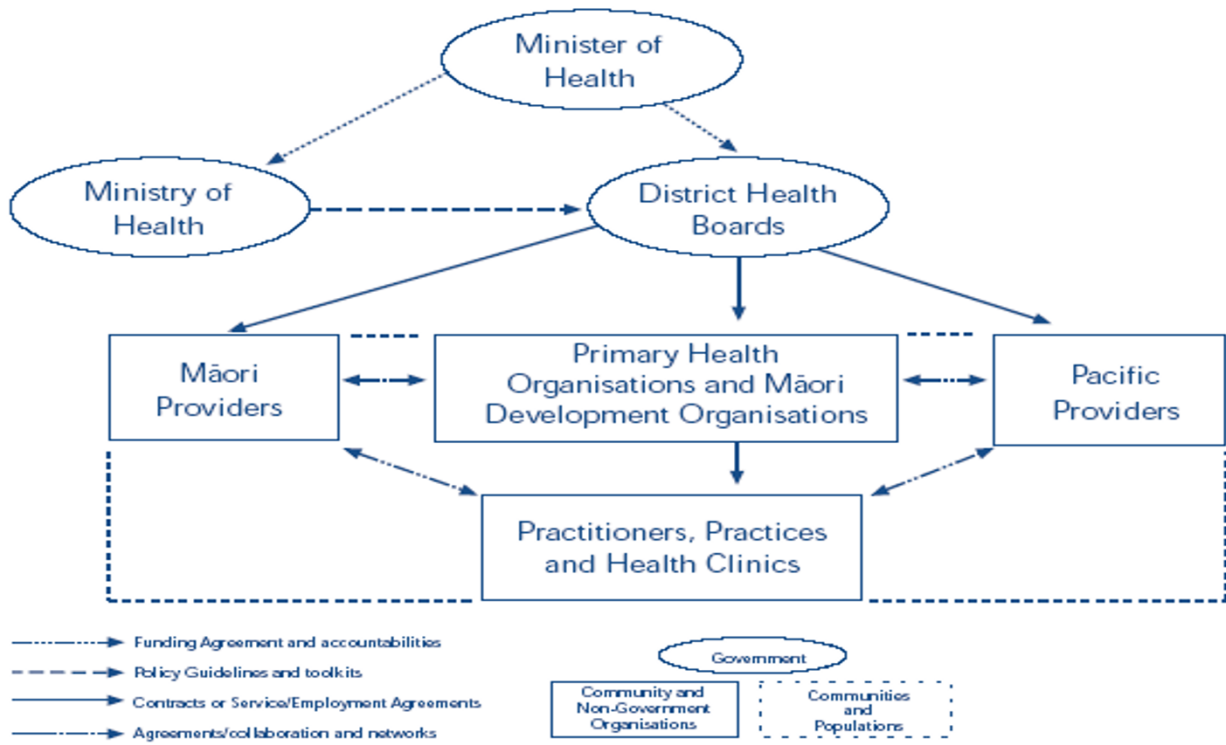 Minister of
Health
Ministry of
Health
District Health
Boards
Māori
Providers
Primary Health
Organisations and Māori
Development Organisations
Pacific
Providers
Practitioners, Practices
and Health Clinics
Funding Agreement and accountabilities
Policy Guidelines and toolkits
Contracts or Service/Employment Agreements
Agreements/collaboration and networks
Government
Community and
Non-Government
Organisations
Communities
and
Populations